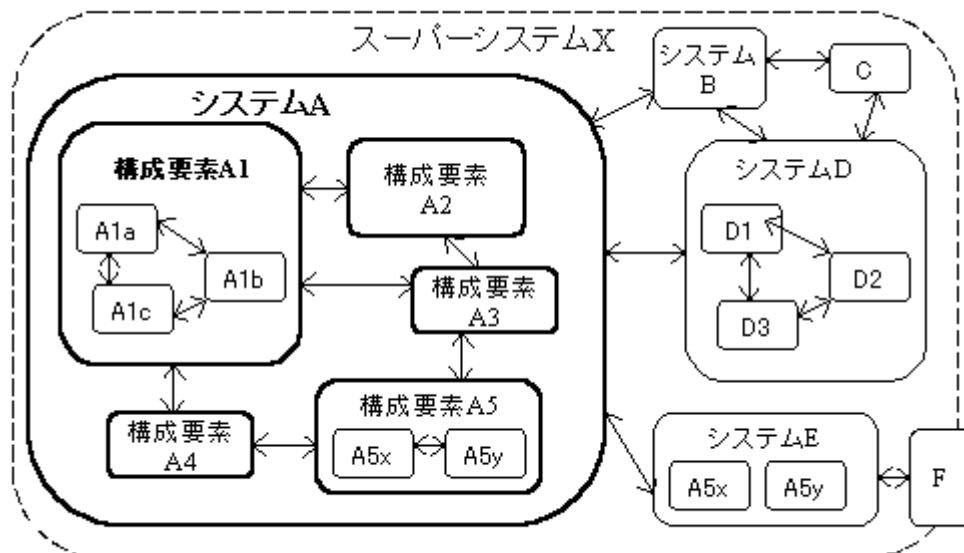 スーパーシステムX
システムA
構成要素A1
A1a
A1b
A1c
構成要素
A2
構成要素
A3
構成要素
A4
構成要素A5
A5x
A5y
システム
B
C
システムD
D1
D2
D3
システムE
A5x
A5y
F